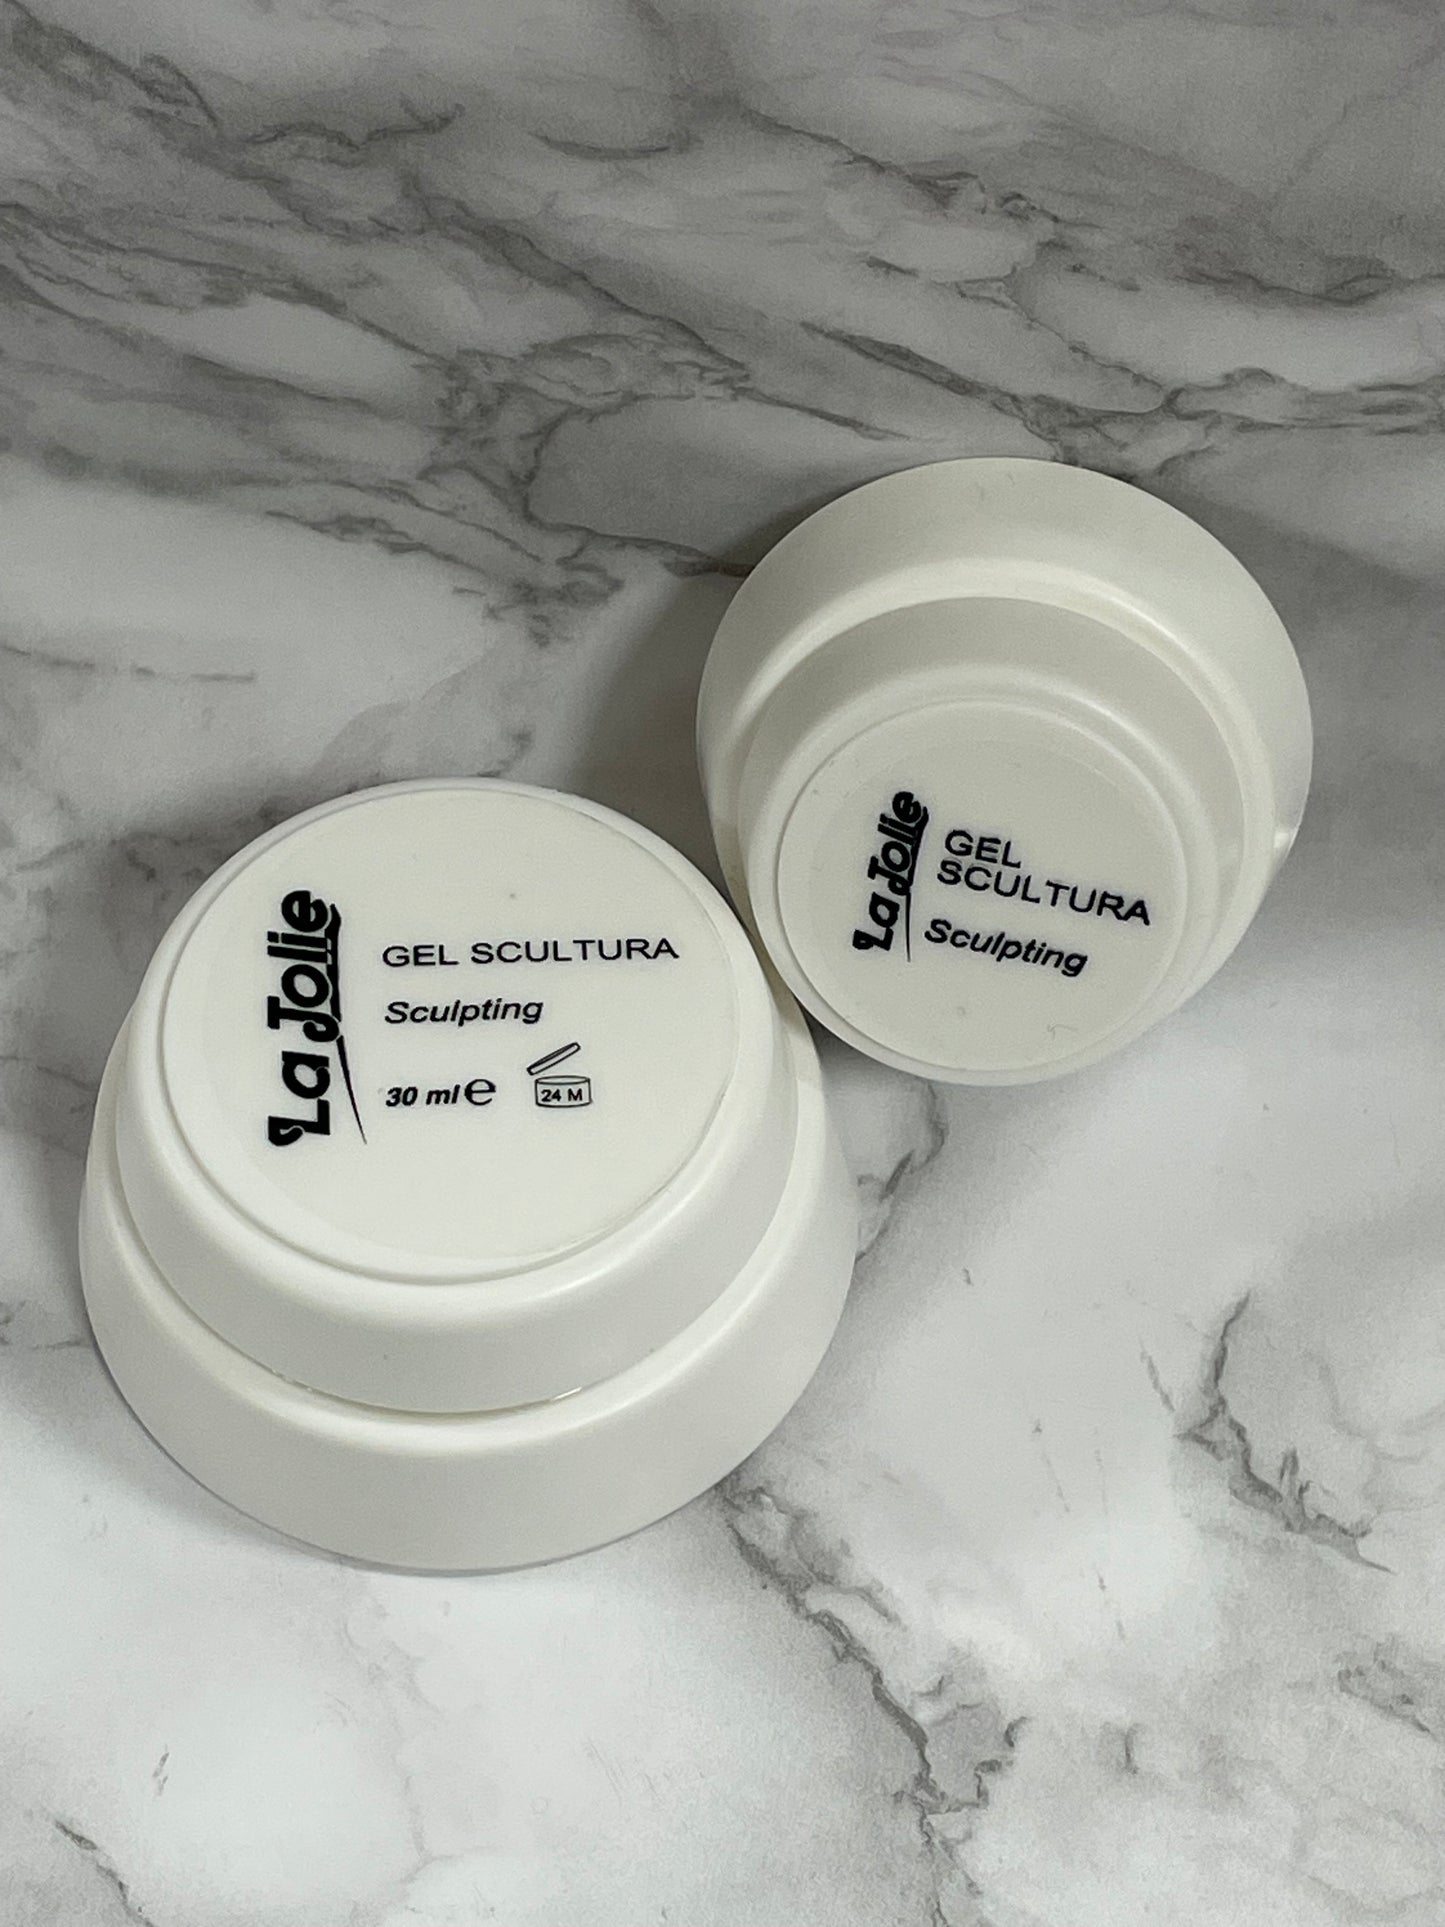 La Jolie
GEL SCULTURA
Sculpting
30 ml ℮
24 M
La Jolie
GEL
SCULTURA
Sculpting